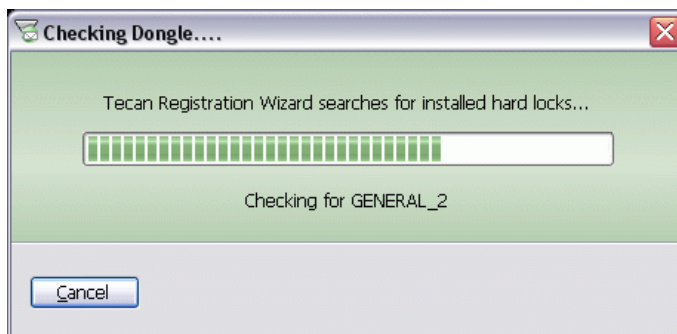 Checking Dongle....
Tecan Registration Wizard searches for installed hard locks...
Checking for GENERAL_2
Cancel